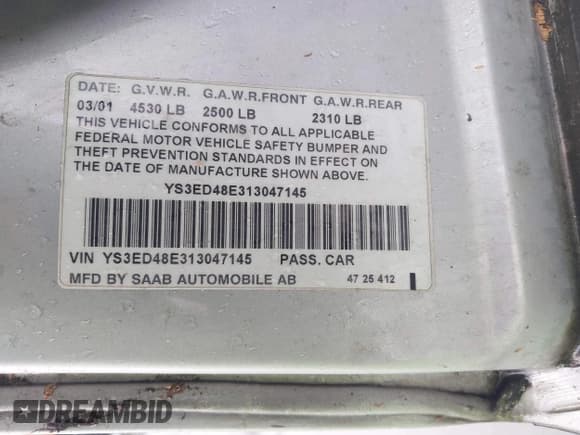 DATE: G.V.W.R. G.A.W.R.FRONT G.A.W.R.REAR
03/01 4530 LB 2500 LB 2310 LB
THIS VEHICLE CONFORMS TO ALL APPLICABLE
FEDERAL MOTOR VEHICLE SAFETY BUMPER AND
THEFT PREVENTION STANDARDS IN EFFECT ON
THE DATE OF MANUFACTURE SHOWN ABOVE.
YS3ED48E313047145
VIN YS3ED48E313047145 PASS. CAR
MFD BY SAAB AUTOMOBILE AB 47 25 412
DREAMBID